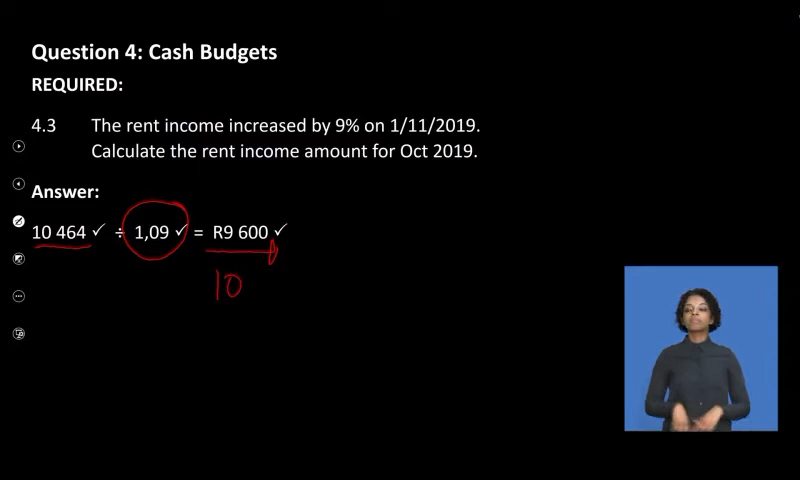 Question 4: Cash Budgets
REQUIRED:
4.3 The rent income increased by 9% on 1/11/2019.
Calculate the rent income amount for Oct 2019.
Answer:
10 464 ✓ ÷ 1,09 ✓ = R9 600 ✓
10